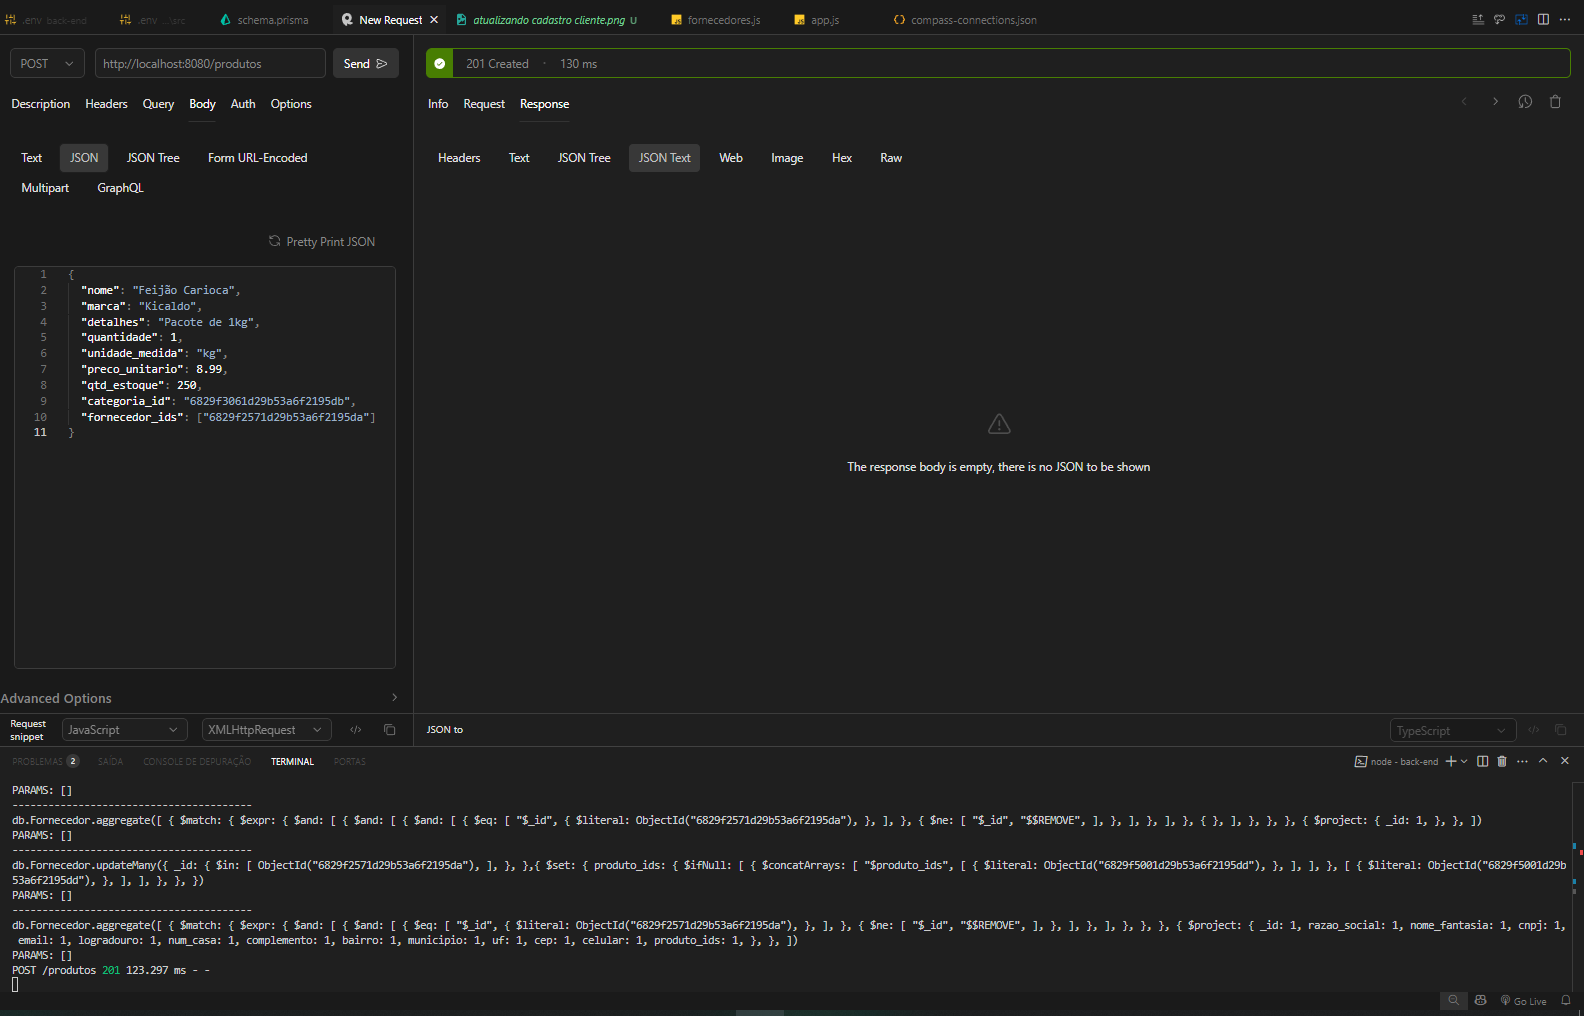 .env back-end
.env ...\src
schema.prisma
New Request
atualizando cadastro cliente.png U
fornecedores.js
app.js
compass-connections.json
POST
http://localhost:8080/produtos
Send
201 Created · 130 ms
Description Headers Query Body Auth Options
Info Request Response
Text JSON JSON Tree Form URL-Encoded
Multipart GraphQL
Headers Text JSON Tree JSON Text Web Image Hex Raw
Pretty Print JSON
1 {
2 "nome": "Feijão Carioca",
3 "marca": "Kicaldo",
4 "detalhes": "Pacote de 1kg",
5 "quantidade": 1,
6 "unidade_medida": "kg",
7 "preco_unitario": 8.99,
8 "qtd_estoque": 250,
9 "categoria_id": "6829f3061d29b53a6f2195db",
10 "fornecedor_ids": ["6829f2571d29b53a6f2195da"]
11 }
The response body is empty, there is no JSON to be shown
Advanced Options
Request snippet
JavaScript
XMLHttpRequest
JSON to
TypeScript
PROBLEMAS 2 SAÍDA CONSOLE DE DEPURAÇÃO TERMINAL PORTAS
node - back-end
PARAMS: []
----------------------------------------
db.Fornecedor.aggregate([ { $match: { $expr: { $and: [ { $and: [ { $and: [ { $eq: [ "$_id", { $literal: ObjectId("6829f2571d29b53a6f2195da"), }, ], }, { $ne: [ "$_id", "$$REMOVE", ], }, ], }, ], }, { }, ], }, }, }, { $project: { _id: 1, }, }, ])
PARAMS: []
----------------------------------------
db.Fornecedor.updateMany({ _id: { $in: [ ObjectId("6829f2571d29b53a6f2195da"), ], }, },{ $set: { produto_ids: { $ifNull: [ { $concatArrays: [ "$produto_ids", [ { $literal: ObjectId("6829f5001d29b53a6f2195dd"), }, ], ], }, [ { $literal: ObjectId("6829f5001d29b
53a6f2195dd"), }, ], ], }, }, })
PARAMS: []
----------------------------------------
db.Fornecedor.aggregate([ { $match: { $expr: { $and: [ { $and: [ { $eq: [ "$_id", { $literal: ObjectId("6829f2571d29b53a6f2195da"), }, ], }, { $ne: [ "$_id", "$$REMOVE", ], }, ], }, ], }, }, }, { $project: { _id: 1, razao_social: 1, nome_fantasia: 1, cnpj: 1,
email: 1, logradouro: 1, num_casa: 1, complemento: 1, bairro: 1, municipio: 1, uf: 1, cep: 1, celular: 1, produto_ids: 1, }, }, ])
PARAMS: []
POST /produtos 201 123.297 ms - -
Go Live